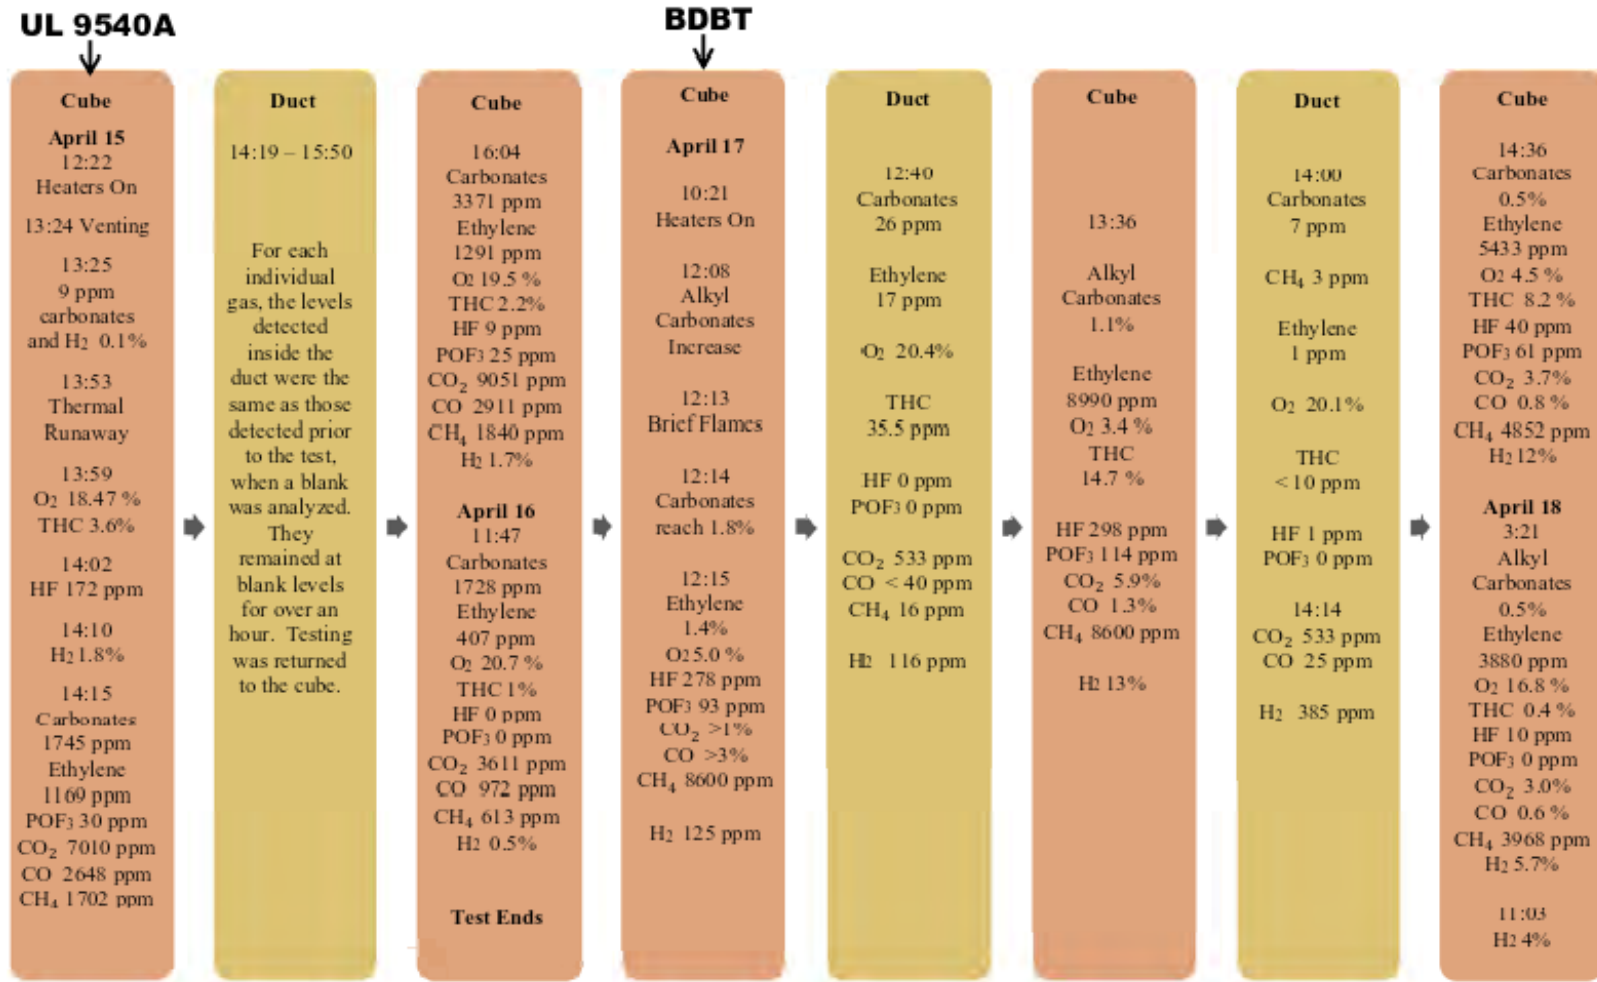 UL 9540A
BDBT
Cube
April 15
12:22
Heaters On
13:24 Venting
13:25
9 ppm
carbonates
and H₂ 0.1%
13:53
Thermal
Runaway
13:59
O₂ 18.47 %
THC 3.6%
14:02
HF 172 ppm
14:10
H₂ 1.8%
14:15
Carbonates
1745 ppm
Ethylene
1169 ppm
POF₃ 30 ppm
CO₂ 7010 ppm
CO 2648 ppm
CH₄ 1702 ppm
Duct
14:19 – 15:50
For each
individual
gas, the levels
detected
inside the
duct were the
same as those
detected prior
to the test,
when a blank
was analyzed.
They
remained at
blank levels
for over an
hour. Testing
was returned
to the cube.
Cube
16:04
Carbonates
3371 ppm
Ethylene
1291 ppm
O₂ 19.5 %
THC 2.2%
HF 9 ppm
POF₃ 25 ppm
CO₂ 9051 ppm
CO 2911 ppm
CH₄ 1840 ppm
H₂ 1.7%
April 16
11:47
Carbonates
1728 ppm
Ethylene
407 ppm
O₂ 20.7 %
THC 1%
HF 0 ppm
POF₃ 0 ppm
CO₂ 3611 ppm
CO 972 ppm
CH₄ 613 ppm
H₂ 0.5%
Test Ends
Cube
April 17
10:21
Heaters On
12:08
Alkyl
Carbonates
Increase
12:13
Brief Flames
12:14
Carbonates
reach 1.8%
12:15
Ethylene
1.4%
O₂ 5.0 %
HF 278 ppm
POF₃ 93 ppm
CO₂ >1%
CO >3%
CH₄ 8600 ppm
H₂ 125 ppm
Duct
12:40
Carbonates
26 ppm
Ethylene
17 ppm
O₂ 20.4%
THC
35.5 ppm
HF 0 ppm
POF₃ 0 ppm
CO₂ 533 ppm
CO < 40 ppm
CH₄ 16 ppm
H₂ 116 ppm
Cube
13:36
Alkyl
Carbonates
1.1%
Ethylene
8990 ppm
O₂ 3.4 %
THC
14.7 %
HF 298 ppm
POF₃ 114 ppm
CO₂ 5.9%
CO 1.3%
CH₄ 8600 ppm
H₂ 13%
Duct
14:00
Carbonates
7 ppm
CH₄ 3 ppm
Ethylene
1 ppm
O₂ 20.1%
THC
< 10 ppm
HF 1 ppm
POF₃ 0 ppm
14:14
CO₂ 533 ppm
CO 25 ppm
H₂ 385 ppm
Cube
14:36
Carbonates
0.5%
Ethylene
5433 ppm
O₂ 4.5 %
THC 8.2 %
HF 40 ppm
POF₃ 61 ppm
CO₂ 3.7%
CO 0.8 %
CH₄ 4852 ppm
H₂ 12%
April 18
3:21
Alkyl
Carbonates
0.5%
Ethylene
3880 ppm
O₂ 16.8 %
THC 0.4 %
HF 10 ppm
POF₃ 0 ppm
CO₂ 3.0%
CO 0.6 %
CH₄ 3968 ppm
H₂ 5.7%
11:03
H₂ 4%